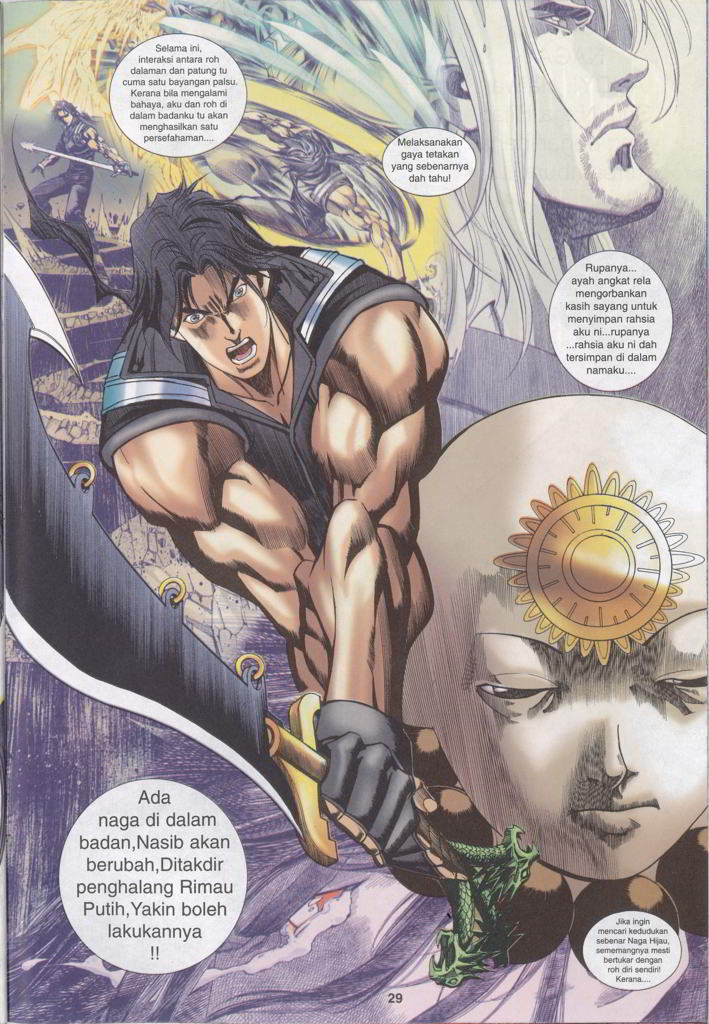 Selama ini,
interaksi antara roh
dalaman dan patung tu
cuma satu bayangan palsu.
Kerana bila mengalami
bahaya, aku dan roh di
dalam badanku tu akan
menghasilkan satu
persefahaman....
Melaksanakan
gaya tetakan
yang sebenarnya
dah tahu!
Rupanya...
ayah angkat rela
mengorbankan
kasih sayang untuk
menyimpan rahsia
aku ni...rupanya
...rahsia aku ni dah
tersimpan di dalam
namaku....
Ada
naga di dalam
badan,Nasib akan
berubah,Ditakdir
penghalang Rimau
Putih,Yakin boleh
lakukannya
!!
Jika ingin
mencari kedudukan
sebenar Naga Hijau,
sememangnya mesti
bertukar dengan
roh diri sendiri!
Kerana....
29